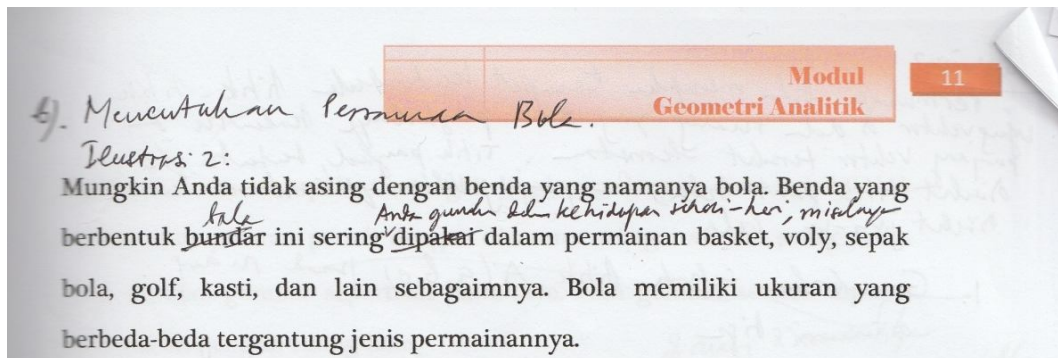 Modul
11
Geometri Analitik
b). Menentukan Persamaan Bola.
Ilustrasi 2:
Mungkin Anda tidak asing dengan benda yang namanya bola. Benda yang
bola Anda gunakan dalam kehidupan sehari-hari, misalnya
berbentuk bundar ini sering dipakai dalam permainan basket, voly, sepak
bola, golf, kasti, dan lain sebagaimnya. Bola memiliki ukuran yang
berbeda-beda tergantung jenis permainannya.